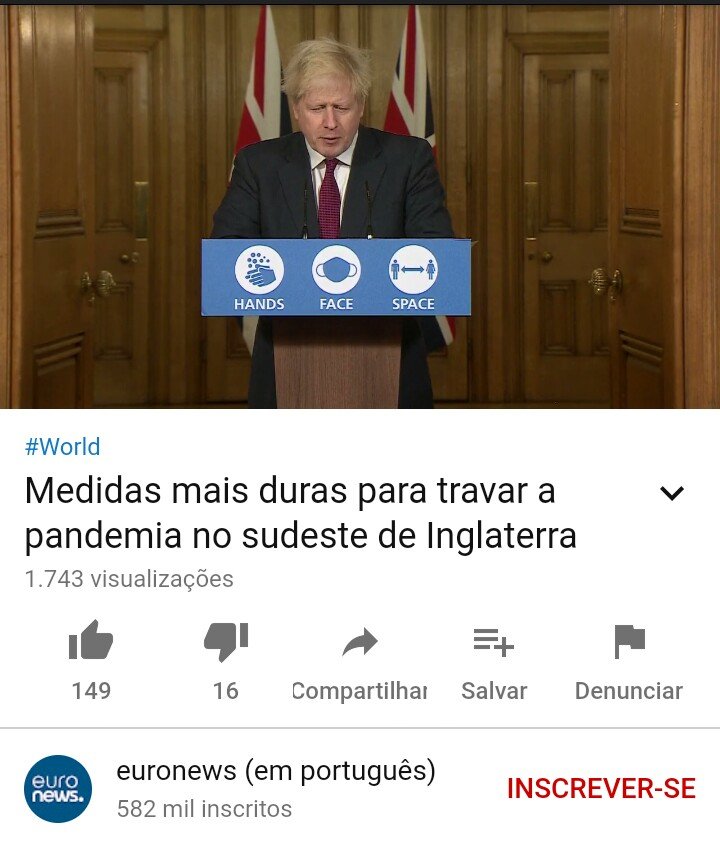 HANDS FACE SPACE
#World
Medidas mais duras para travar a
pandemia no sudeste de Inglaterra
1.743 visualizações
149 16 Compartilhar Salvar Denunciar
euro
news.
euronews (em português)
582 mil inscritos
INSCREVER-SE